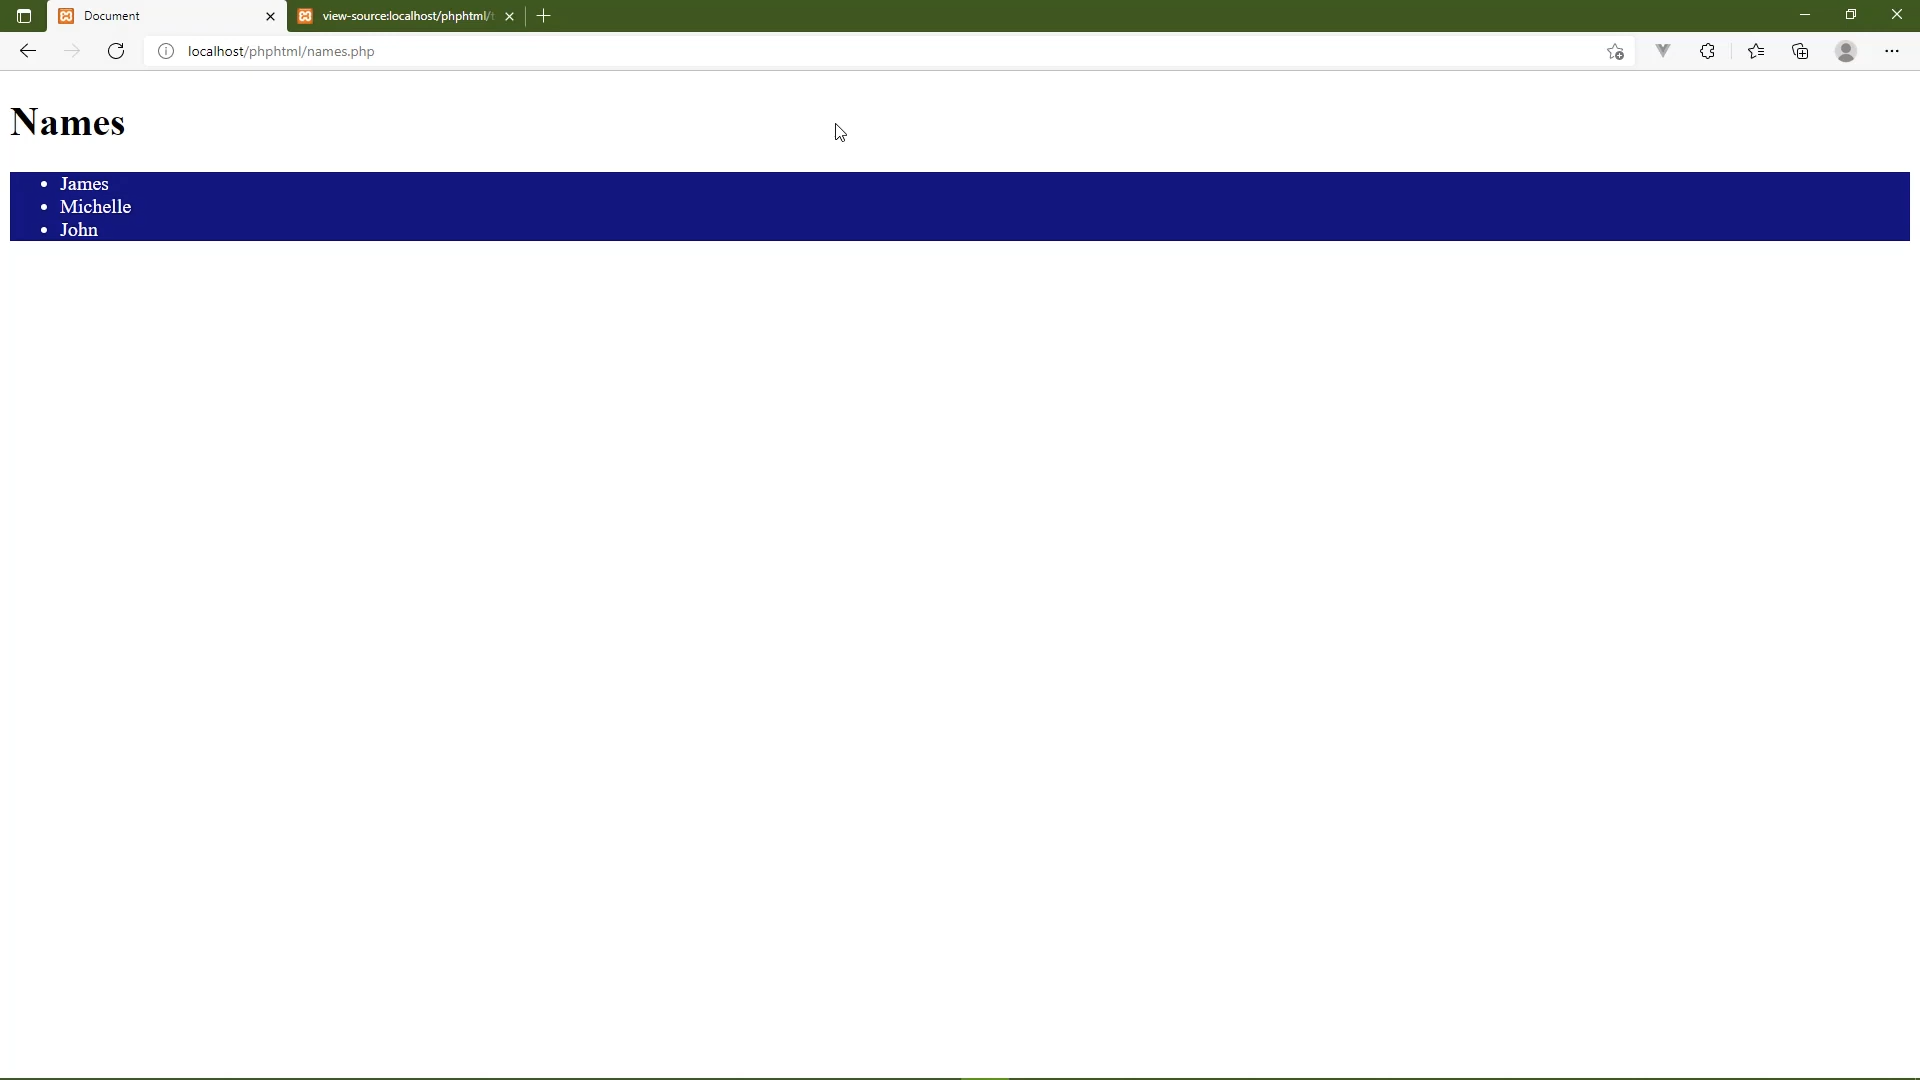 Document
view-source:localhost/phphtml/
localhost/phphtml/names.php
Names
James
Michelle
John